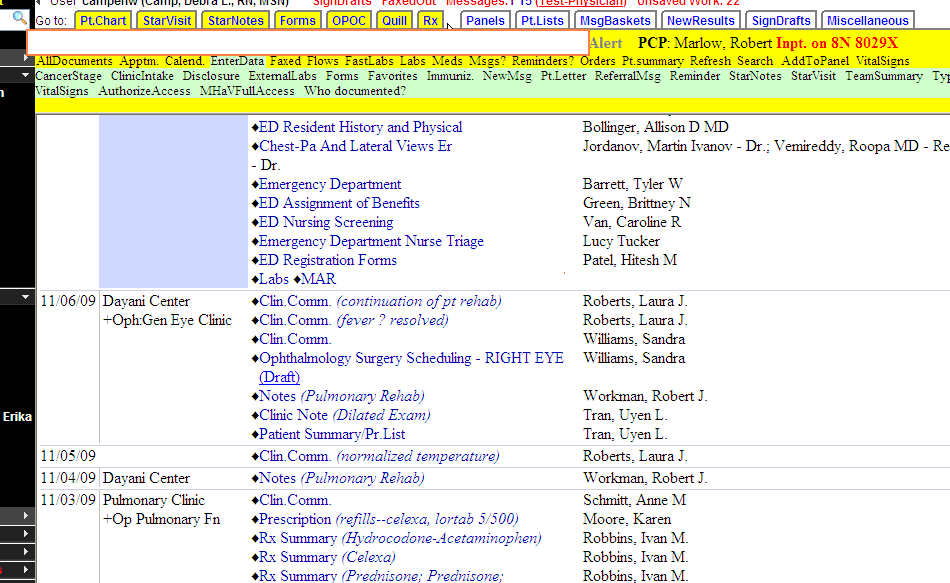 User campenw (Camp, Debra L., RN, MSN) SignDrafts FaxedOut Messages: Test-Physician) Unsaved Work: 22
Go to: Pt.Chart StarVisit StarNotes Forms OPOC Quill Rx Panels Pt.Lists MsgBaskets NewResults SignDrafts Miscellaneous
Alert PCP: Marlow, Robert Inpt. on 8N 8029X
AllDocuments Apptm. Calend. EnterData Faxed Flows FastLabs Labs Meds Msgs? Reminders? Orders Pt.summary Refresh Search AddToPanel VitalSigns
CancerStage ClinicIntake Disclosure ExternalLabs Forms Favorites Immuniz. NewMsg Pt.Letter ReferralMsg Reminder StarNotes StarVisit TeamSummary Typ
VitalSigns AuthorizeAccess MHaVFullAccess Who documented?
♦ED Resident History and Physical Bollinger, Allison D MD
♦Chest-Pa And Lateral Views Er Jordanov, Martin Ivanov - Dr.; Vemireddy, Roopa MD - Re
- Dr.
♦Emergency Department Barrett, Tyler W
♦ED Assignment of Benefits Green, Brittney N
♦ED Nursing Screening Van, Caroline R
♦Emergency Department Nurse Triage Lucy Tucker
♦ED Registration Forms Patel, Hitesh M
♦Labs ♦MAR
11/06/09 Dayani Center ♦Clin.Comm. (continuation of pt rehab) Roberts, Laura J.
+Oph:Gen Eye Clinic ♦Clin.Comm. (fever ? resolved) Roberts, Laura J.
♦Clin.Comm. Williams, Sandra
♦Ophthalmology Surgery Scheduling - RIGHT EYE Williams, Sandra
(Draft)
♦Notes (Pulmonary Rehab) Workman, Robert J.
♦Clinic Note (Dilated Exam) Tran, Uyen L.
♦Patient Summary/Pr.List Tran, Uyen L.
Erika
11/05/09 ♦Clin.Comm. (normalized temperature) Roberts, Laura J.
11/04/09 Dayani Center ♦Notes (Pulmonary Rehab) Workman, Robert J.
11/03/09 Pulmonary Clinic ♦Clin.Comm. Schmitt, Anne M
+Op Pulmonary Fn ♦Prescription (refills--celexa, lortab 5/500) Moore, Karen
♦Rx Summary (Hydrocodone-Acetaminophen) Robbins, Ivan M.
♦Rx Summary (Celexa) Robbins, Ivan M.
♦Rx Summary (Prednisone; Prednisone; Robbins, Ivan M.